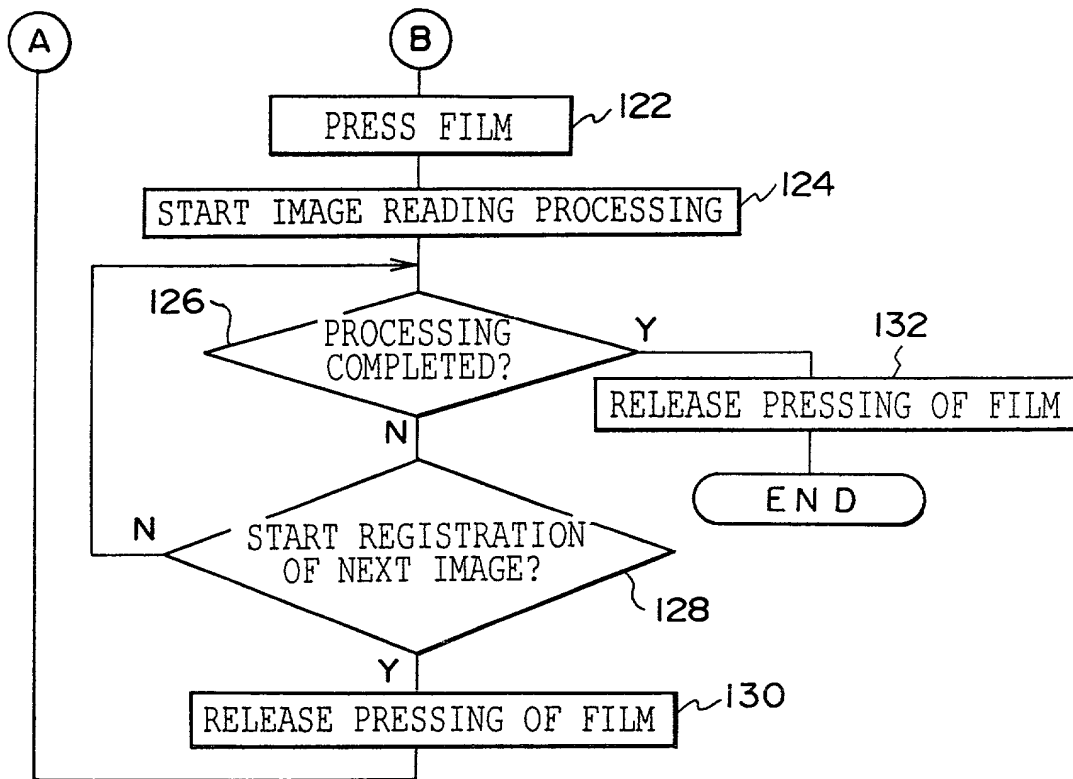 A
B
PRESS FILM
122
START IMAGE READING PROCESSING
124
126
PROCESSING
COMPLETED?
Y
N
132
RELEASE PRESSING OF FILM
END
N
START REGISTRATION
OF NEXT IMAGE?
128
Y
RELEASE PRESSING OF FILM
130